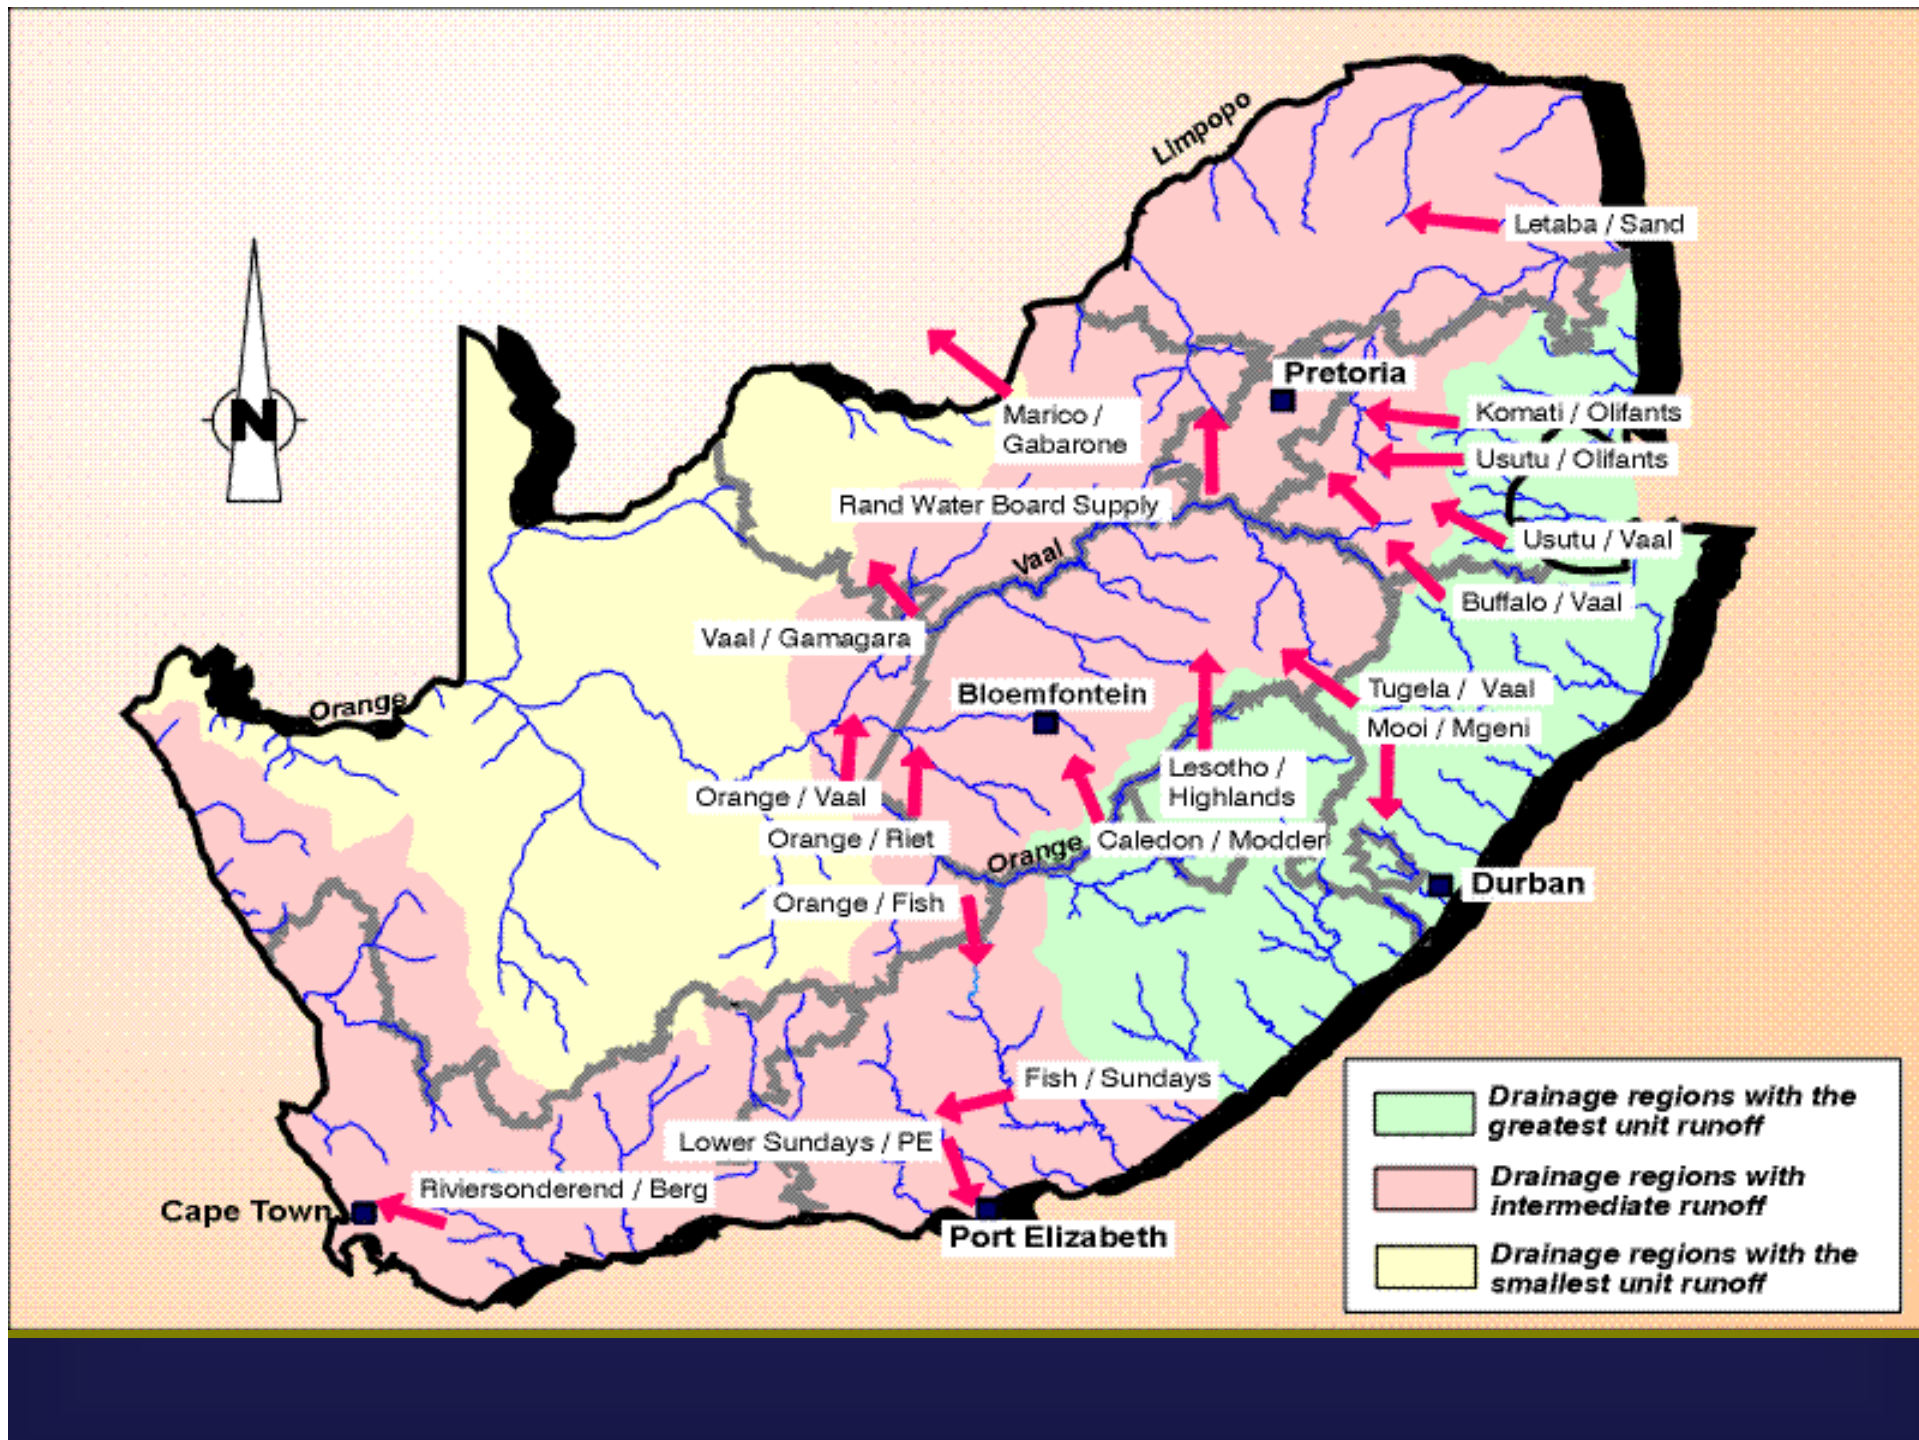 Limpopo
Letaba / Sand
N
Pretoria
Marico /
Gabarone
Komati / Olifants
Usutu / Olifants
Rand Water Board Supply
Usutu / Vaal
Vaal
Buffalo / Vaal
Vaal / Gamagara
Orange
Bloemfontein
Tugela / Vaal
Mooi / Mgeni
Lesotho /
Highlands
Orange / Vaal
Orange / Riet
Caledon / Modder
Orange
Durban
Orange / Fish
Fish / Sundays
Lower Sundays / PE
Riviersonderend / Berg
Cape Town
Port Elizabeth
Drainage regions with the
greatest unit runoff
Drainage regions with
intermediate runoff
Drainage regions with the
smallest unit runoff